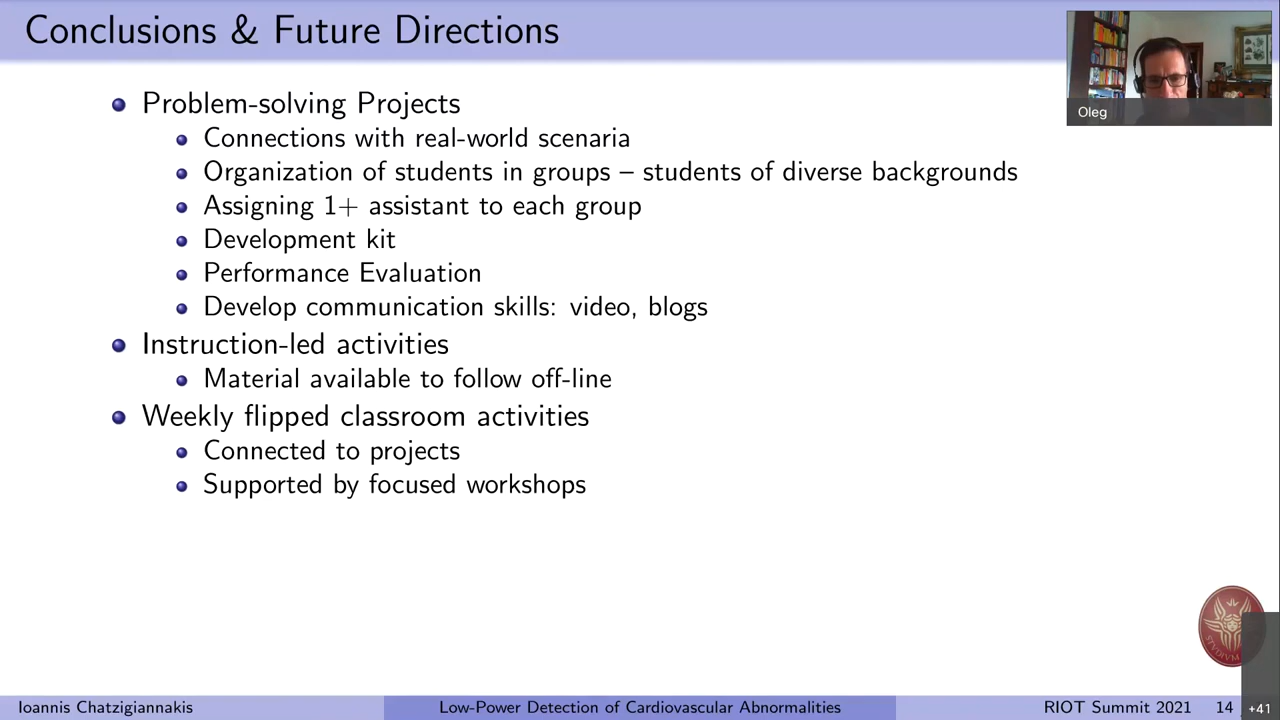 Conclusions & Future Directions
Oleg
Problem-solving Projects
Connections with real-world scenaria
Organization of students in groups – students of diverse backgrounds
Assigning 1+ assistant to each group
Development kit
Performance Evaluation
Develop communication skills: video, blogs
Instruction-led activities
Material available to follow off-line
Weekly flipped classroom activities
Connected to projects
Supported by focused workshops
STVDIVM
Ioannis Chatzigiannakis
Low-Power Detection of Cardiovascular Abnormalities
RIOT Summit 2021
14
+41